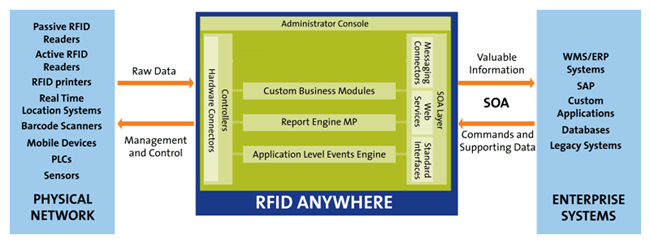 Passive RFID
Readers
Active RFID
Readers
RFID printers
Real Time
Location Systems
Barcode Scanners
Mobile Devices
PLCs
Sensors
PHYSICAL
NETWORK
Raw Data
Management
and Control
Administrator Console
Controllers
Hardware Connectors
Custom Business Modules
Report Engine MP
Application Level Events Engine
Messaging
Connectors
Web
Services
Standard
Interfaces
SOA Layer
RFID ANYWHERE
Valuable
Information
SOA
Commands and
Supporting Data
WMS/ERP
Systems
SAP
Custom
Applications
Databases
Legacy Systems
ENTERPRISE
SYSTEMS